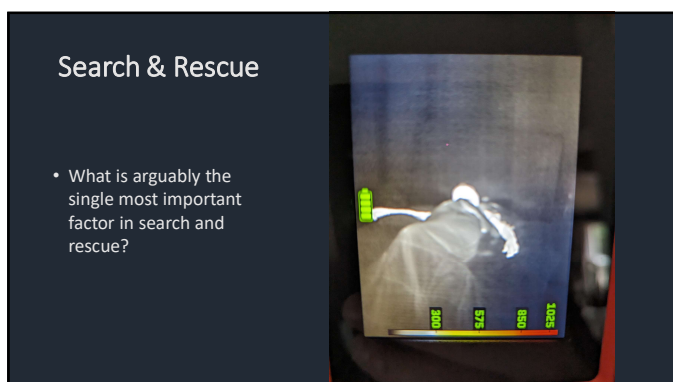 Search & Rescue
• What is arguably the
single most important
factor in search and
rescue?
300
575
850
1025